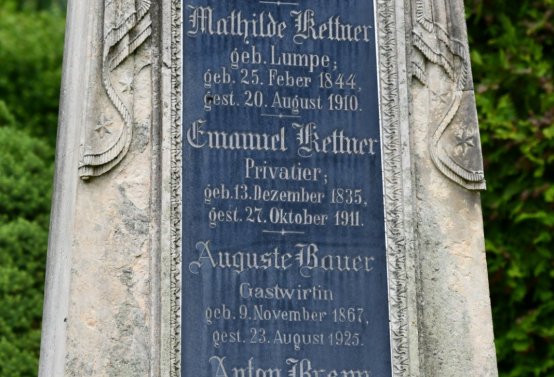 Mathilde Kettner
geb. Lumpe;
geb. 25. Feber 1844,
gest. 20. August 1910.
Emanuel Kettner
Privatier;
geb. 13. Dezember 1835,
gest. 27. Oktober 1911.
Auguste Bauer
Gastwirtin
geb. 9. November 1867,
gest. 23. August 1925.
Anton